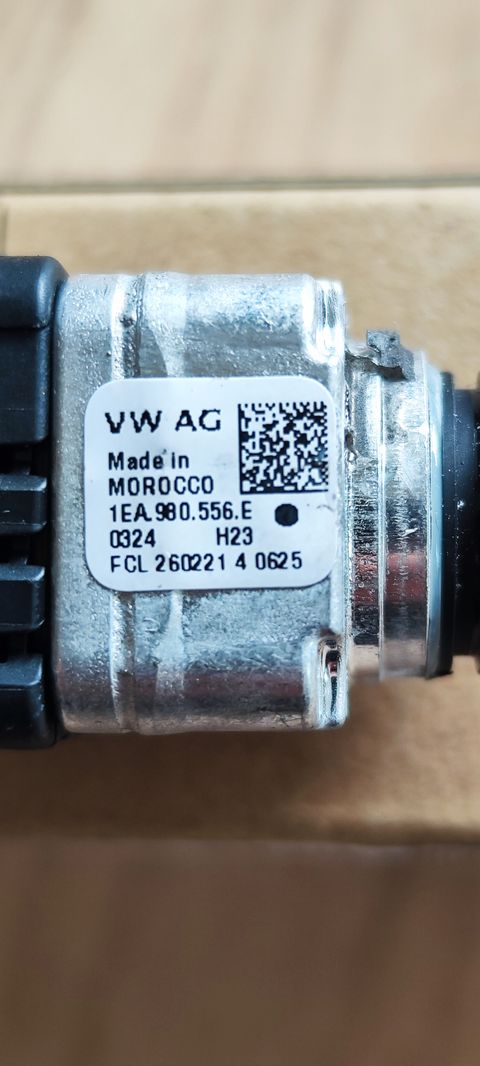 VW AG
Made in
MOROCCO
1EA.980.556.E
0324 H23
FCL 260221 4 0625